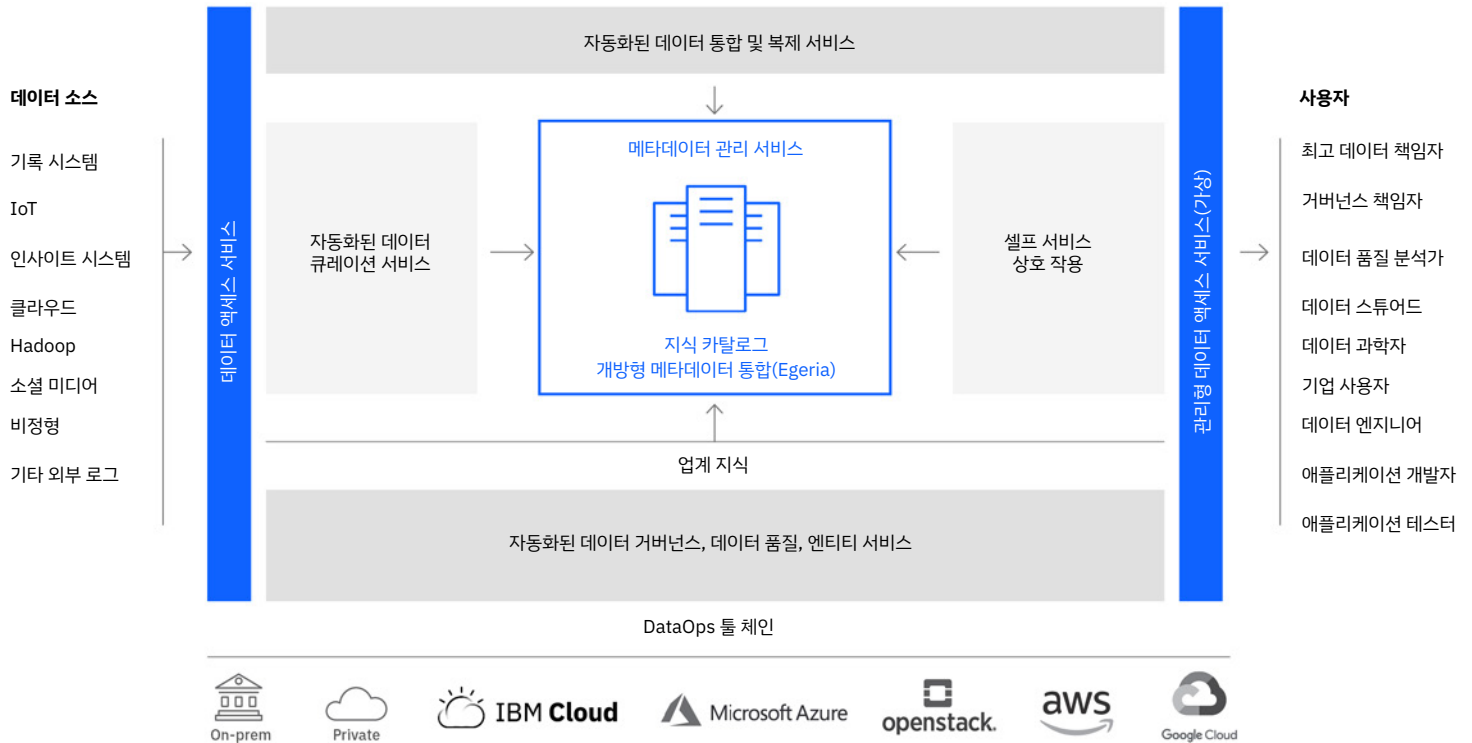 자동화된 데이터 통합 및 복제 서비스
데이터 소스
기록 시스템
IoT
인사이트 시스템
클라우드
Hadoop
소셜 미디어
비정형
기타 외부 로그
데이터 액세스 서비스
자동화된 데이터
큐레이션 서비스
메타데이터 관리 서비스
지식 카탈로그
개방형 메타데이터 통합(Egeria)
셀프 서비스
상호 작용
업계 지식
자동화된 데이터 거버넌스, 데이터 품질, 엔티티 서비스
관리형 데이터 액세스 서비스(가상)
사용자
최고 데이터 책임자
거버넌스 책임자
데이터 품질 분석가
데이터 스튜어드
데이터 과학자
기업 사용자
데이터 엔지니어
애플리케이션 개발자
애플리케이션 테스터
DataOps 툴 체인
On-prem
Private
IBM Cloud
Microsoft Azure
openstack.
aws
Google Cloud